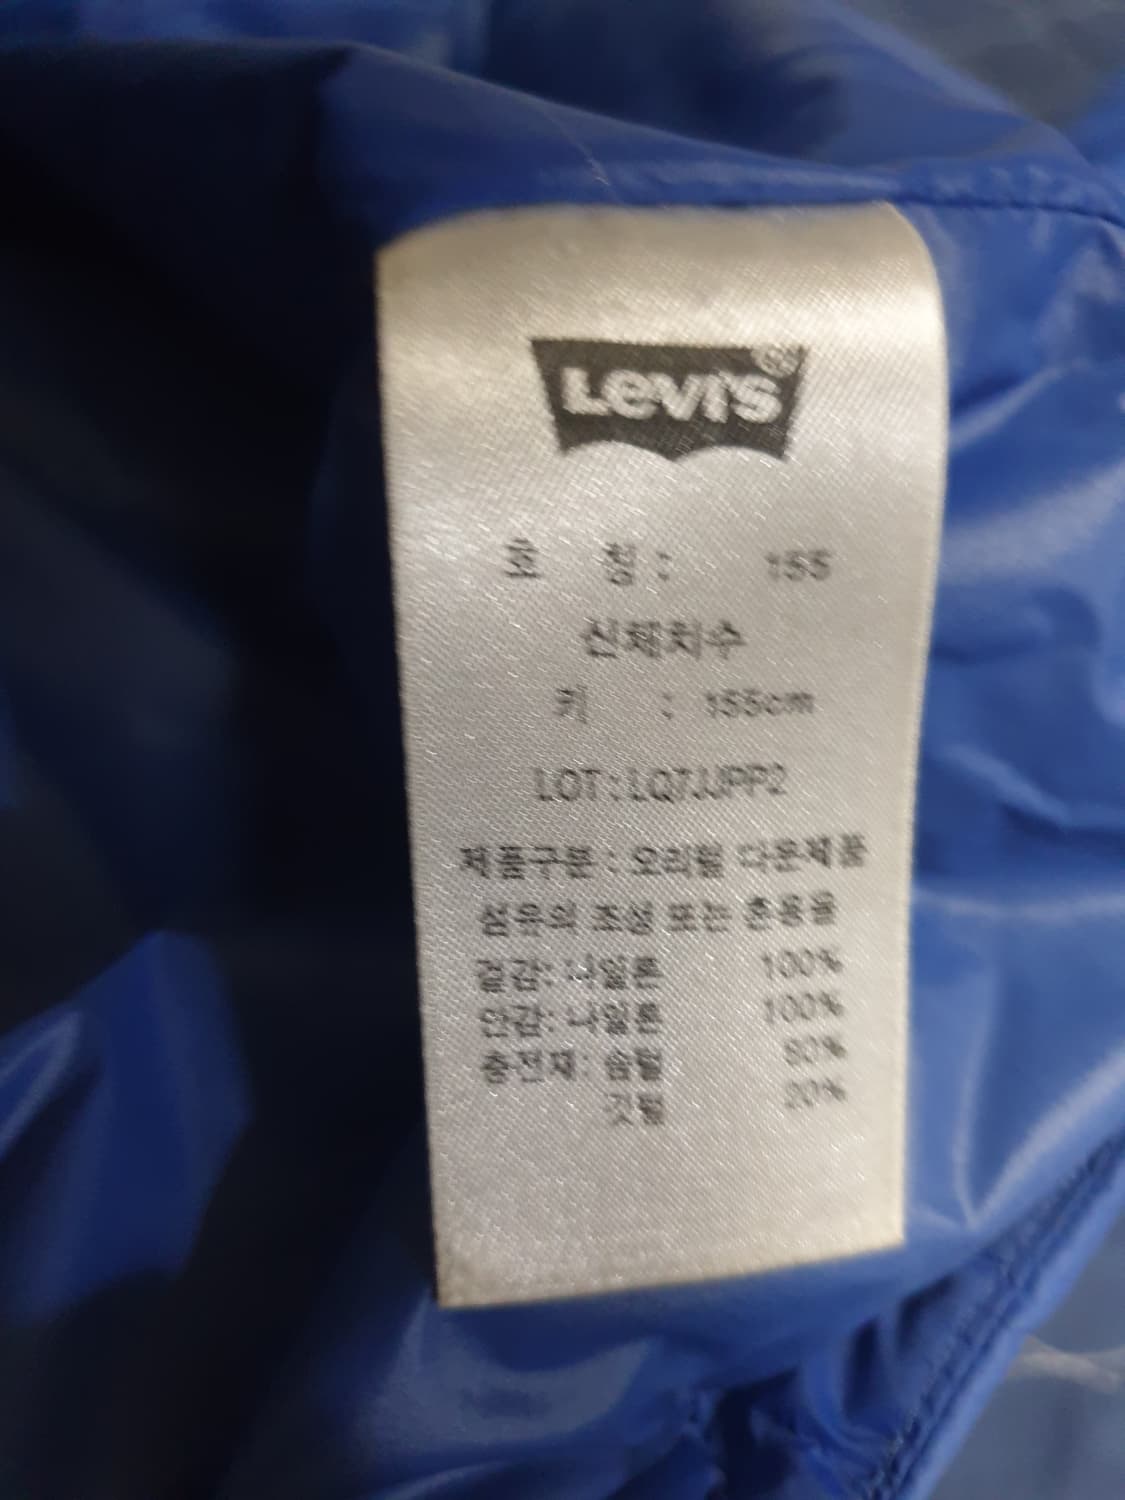 Levi's
호 칭 : 155
신체치수
키 : 155cm
LOT:LQ7JJPP2
제품구분 : 오리털 다운제품
섬유의 조성 또는 혼용율
겉감: 나일론 100%
안감: 나일론 100%
충전재: 솜털 80%
깃털 20%